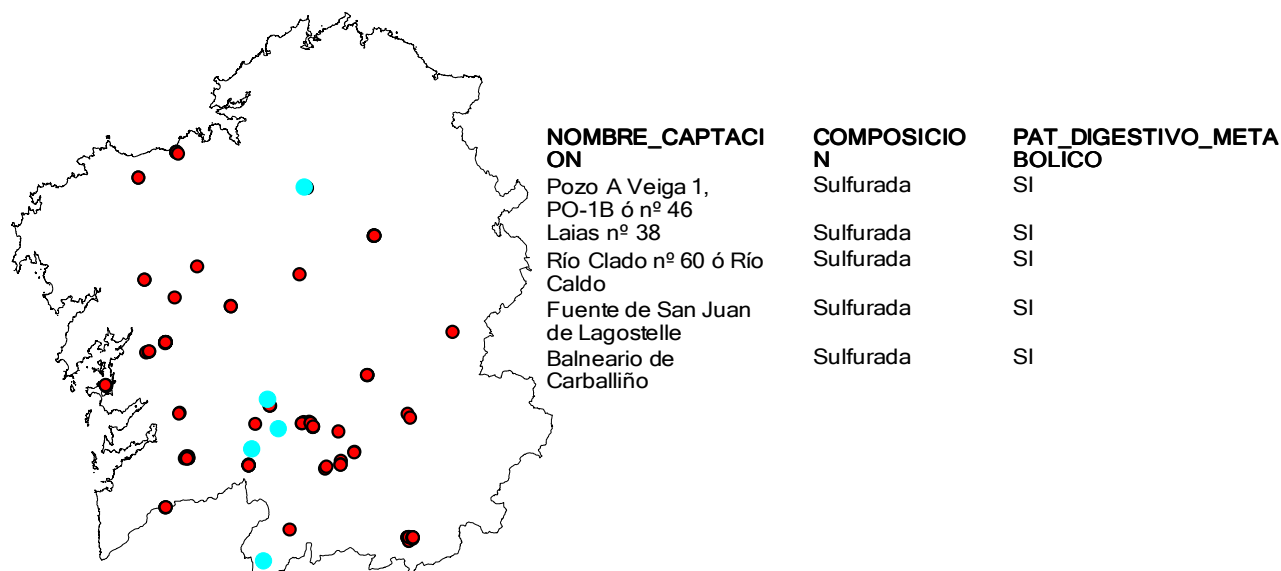 NOMBRE_CAPTACI COMPOSICIO PAT_DIGESTIVO_META
ON N BOLICO
Pozo A Veiga 1, Sulfurada SI
PO-1B ó nº 46
Laias nº 38 Sulfurada SI
Río Clado nº 60 ó Río Sulfurada SI
Caldo
Fuente de San Juan Sulfurada SI
de Lagostelle
Balneario de Sulfurada SI
Carballiño